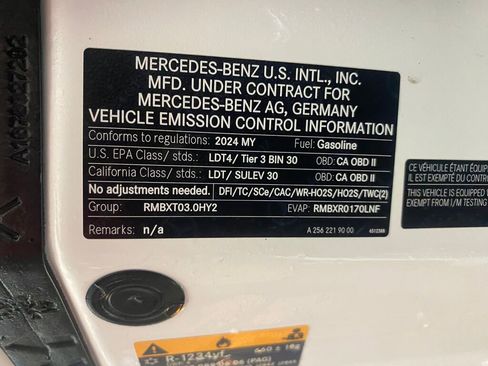 MERCEDES-BENZ U.S. INTL., INC.
MFD. UNDER CONTRACT FOR
MERCEDES-BENZ AG, GERMANY
VEHICLE EMISSION CONTROL INFORMATION
Conforms to regulations: 2024 MY Fuel: Gasoline
U.S. EPA Class/ stds.: LDT4/ Tier 3 BIN 30 OBD: CA OBD II
California Class/ stds.: LDT/ SULEV 30 OBD: CA OBD II
No adjustments needed. DFI/TC/SCe/CAC/WR-HO2S/HO2S/TWC(2)
Group: RMBXT03.0HY2 EVAP: RMBXR0170LNF
Remarks: n/a A 256 221 90 00
CE VÉHICULE ÉTANT
IL EST EXEMPTÉ DU
THIS VEHICLE IS EQUIPPED
EXEMPT FROM I/M TESTING
R-1234yf 660 ± 10g
(PAG)